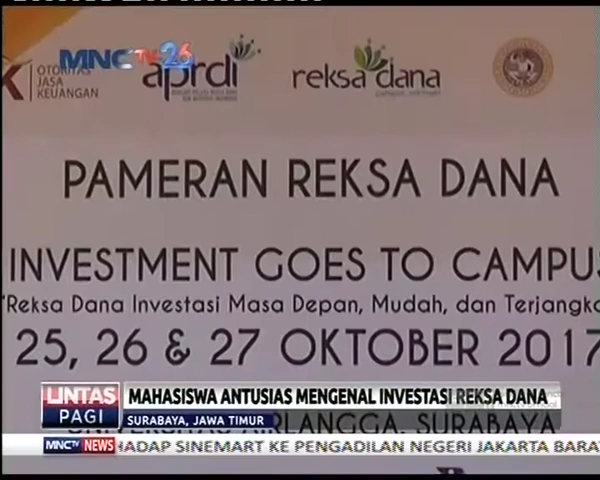 MNCTV 26
OTORITAS
JASA
KEUANGAN
aprdi
reksa dana
PAMERAN REKSA DANA
INVESTMENT GOES TO CAMPUS
"Reksa Dana Investasi Masa Depan, Mudah, dan Terjangka
25, 26 & 27 OKTOBER 2017
LINTAS
PAGI
MAHASISWA ANTUSIAS MENGENAL INVESTASI REKSA DANA
SURABAYA, JAWA TIMUR
AIRLANGGA, SURABAYA
MNCTV NEWS
HADAP SINEMART KE PENGADILAN NEGERI JAKARTA BARAT